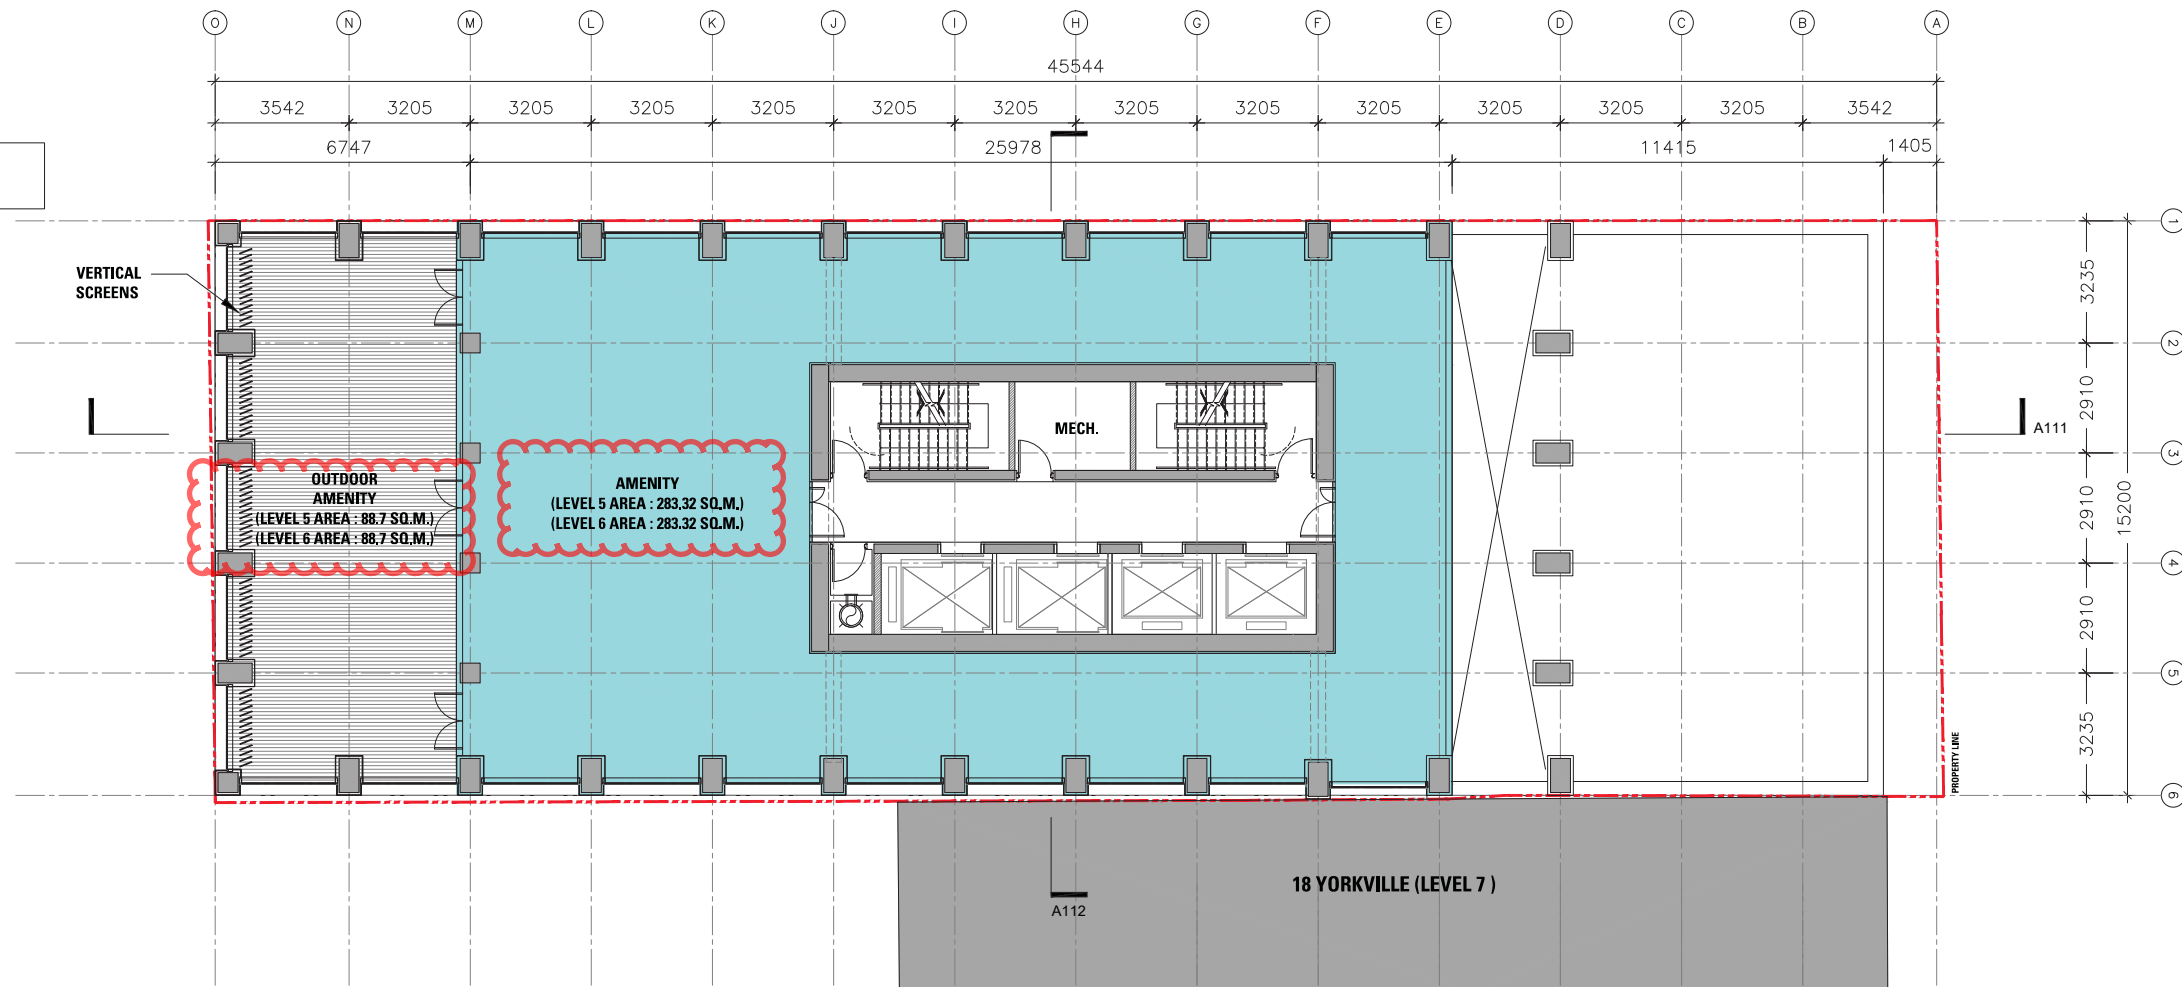 O N M L K J I H G F E D C B A
45544
3542 3205 3205 3205 3205 3205 3205 3205 3205 3205 3205 3205 3205 3542
6747 25978 11415 1405
1
VERTICAL
SCREENS
3235
2
2910
MECH.
A111
3
OUTDOOR
AMENITY
(LEVEL 5 AREA : 88.7 SQ.M.)
(LEVEL 6 AREA : 88.7 SQ.M.)
AMENITY
(LEVEL 5 AREA : 283.32 SQ.M.)
(LEVEL 6 AREA : 283.32 SQ.M.)
2910
15200
4
2910
5
3235
PROPERTY LINE
6
18 YORKVILLE (LEVEL 7 )
A112